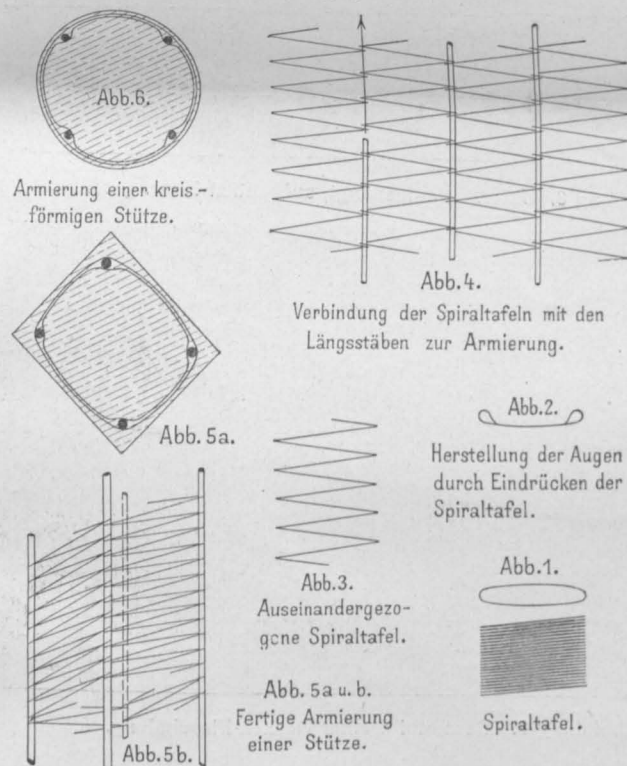 Abb.6.
Armierung einer kreis-
förmigen Stütze.
Abb.4.
Verbindung der Spiraltafeln mit den
Längsstäben zur Armierung.
Abb.5a.
Abb.2.
Herstellung der Augen
durch Eindrücken der
Spiraltafel.
Abb.3.
Auseinandergezo-
gene Spiraltafel.
Abb.1.
Spiraltafel.
Abb. 5a u. b.
Fertige Armierung
einer Stütze.
Abb.5b.